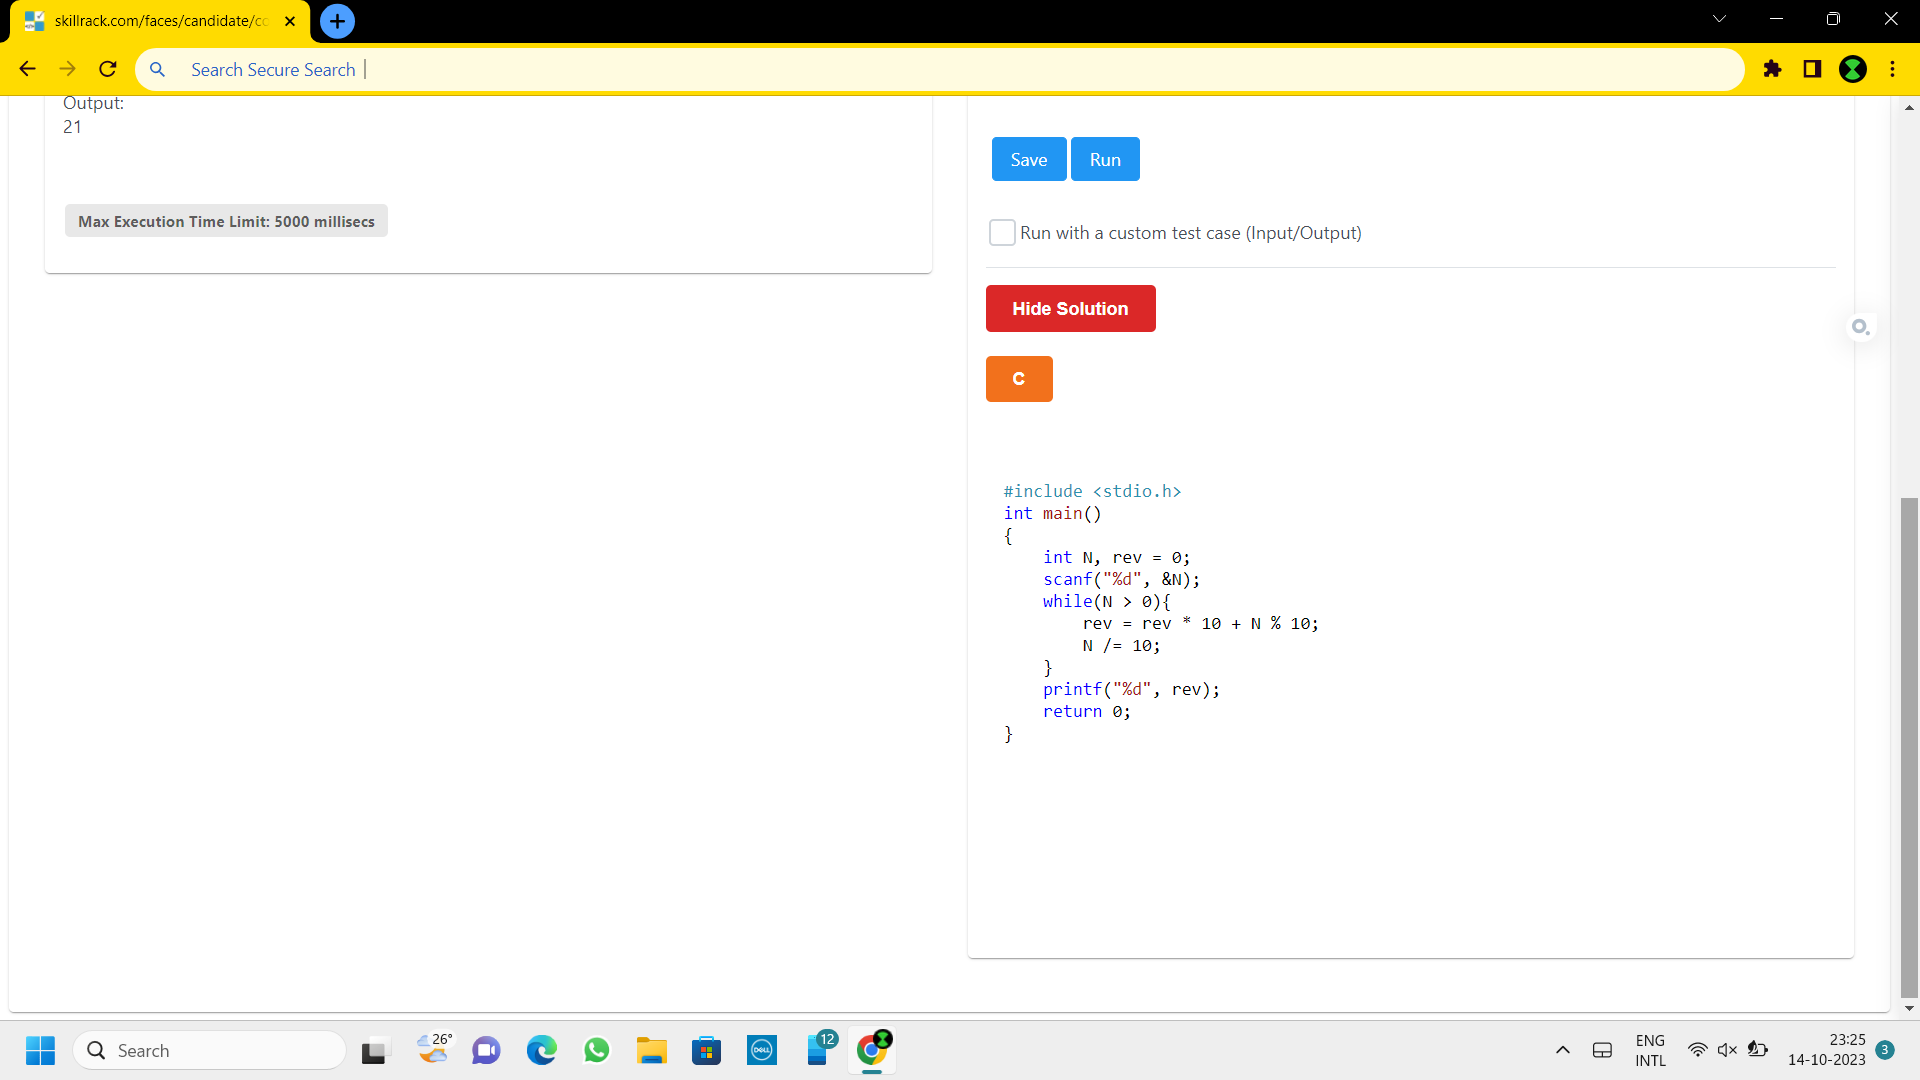 skillrack.com/faces/candidate/co
Search Secure Search
Output:
21
Max Execution Time Limit: 5000 millisecs
Save
Run
Run with a custom test case (Input/Output)
Hide Solution
C
#include <stdio.h>
int main()
{
    int N, rev = 0;
    scanf("%d", &N);
    while(N > 0){
        rev = rev * 10 + N % 10;
        N /= 10;
    }
    printf("%d", rev);
    return 0;
}
Search
26°
DELL
12
ENG
INTL
23:25
14-10-2023
3